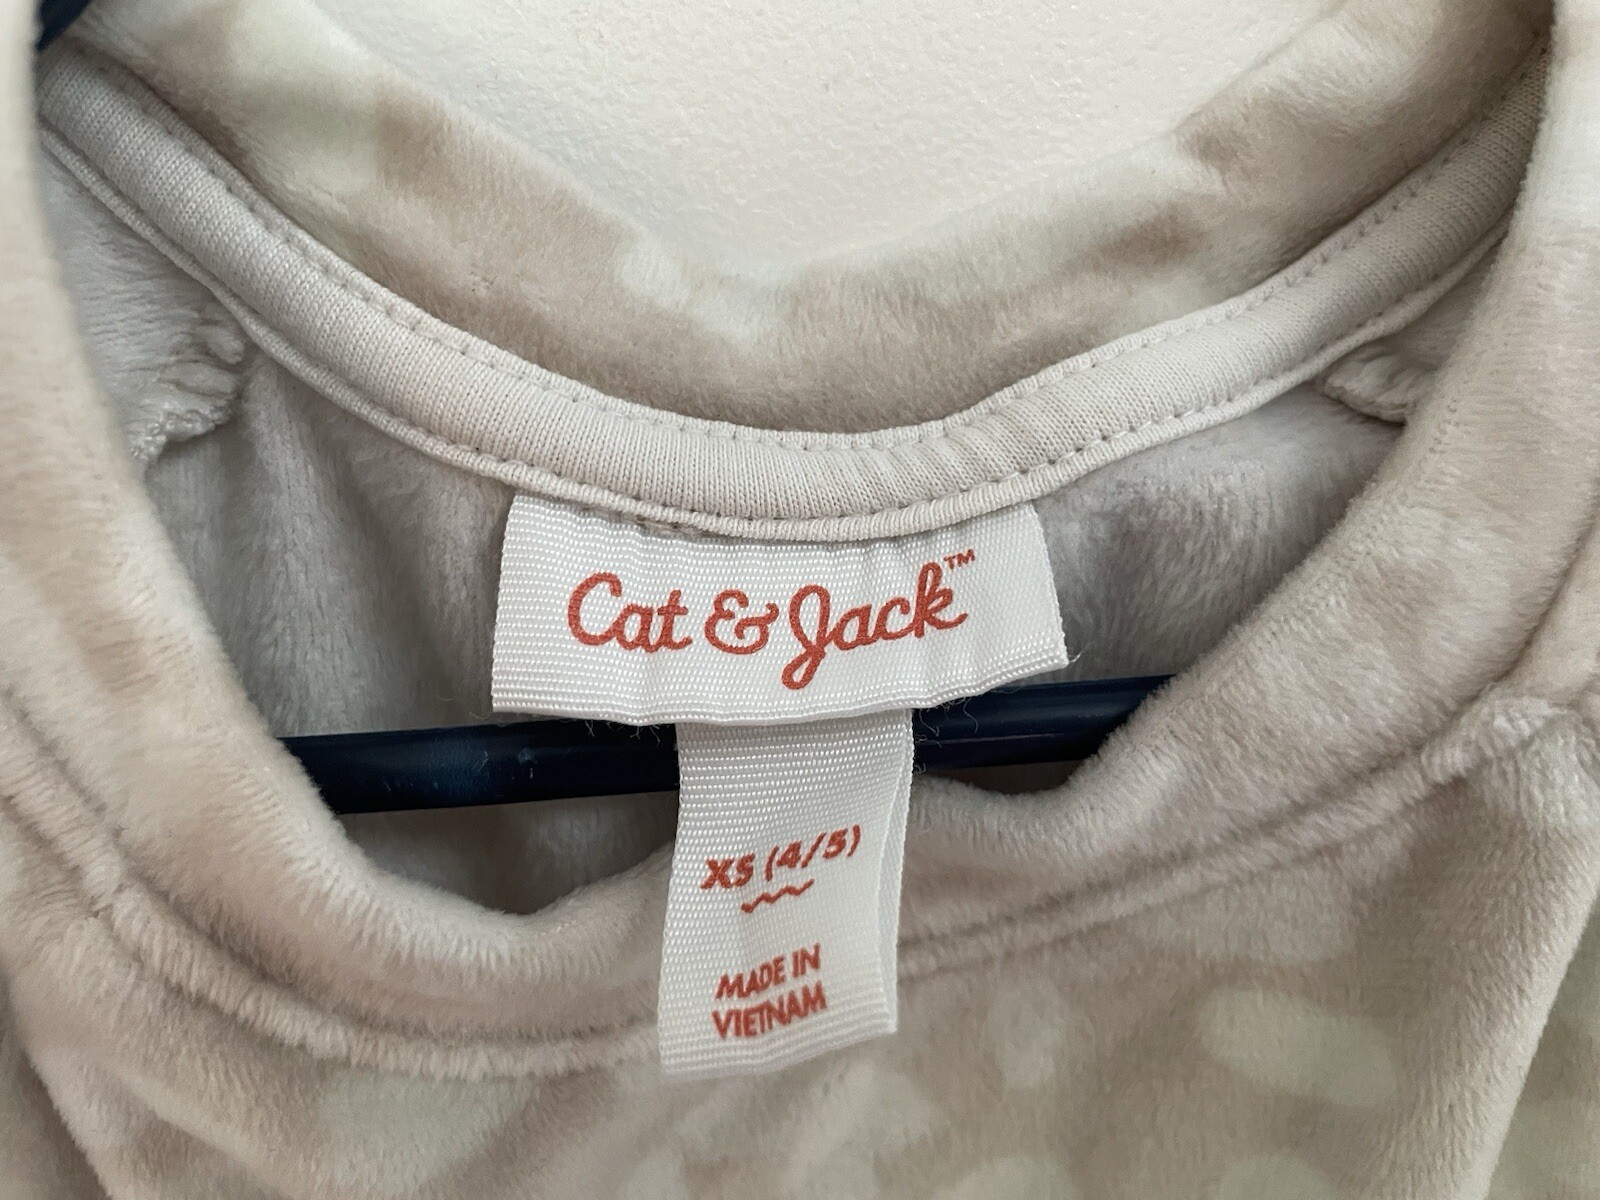 Cat & Jack™
XS (4/5)
MADE IN
VIETNAM